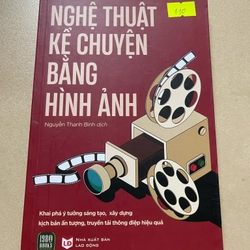 NGHỆ THUẬT
KỂ CHUYỆN
BẰNG
HÌNH ẢNH
Nguyễn Thanh Bình dịch
Khai phá ý tưởng sáng tạo, xây dựng
kịch bản ấn tượng, truyền tải thông điệp hiệu quả
BOOKS
NHÀ XUẤT BẢN
LAO ĐỘNG